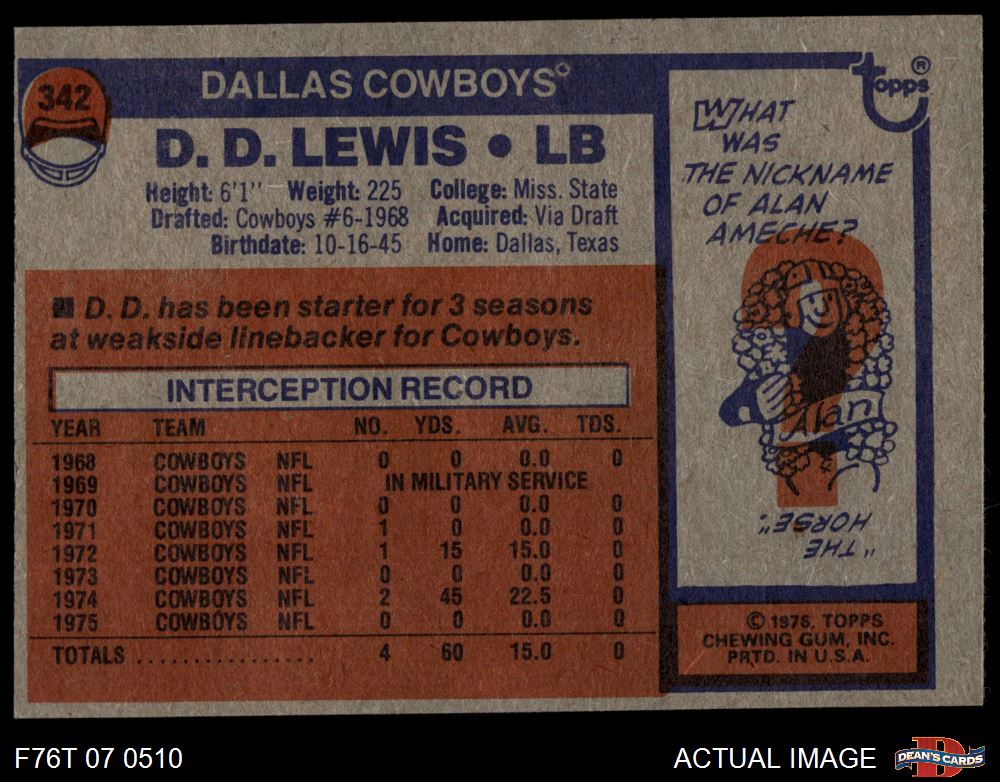 342
DALLAS COWBOYS
D. D. LEWIS • LB
Height: 6'1" Weight: 225 College: Miss. State
Drafted: Cowboys #6-1968 Acquired: Via Draft
Birthdate: 10-16-45 Home: Dallas, Texas
■ D. D. has been starter for 3 seasons
at weakside linebacker for Cowboys.
INTERCEPTION RECORD
YEAR TEAM NO. YDS. AVG. TDS.
1968 COWBOYS NFL 0 0 0.0 0
1969 COWBOYS NFL IN MILITARY SERVICE
1970 COWBOYS NFL 0 0 0.0 0
1971 COWBOYS NFL 1 0 0.0 0
1972 COWBOYS NFL 1 15 15.0 0
1973 COWBOYS NFL 0 0 0.0 0
1974 COWBOYS NFL 2 45 22.5 0
1975 COWBOYS NFL 0 0 0.0 0
TOTALS ................ 4 60 15.0 0
topps®
WHAT
WAS
THE NICKNAME
OF ALAN
AMECHE?
Alan
"THE
HORSE".
© 1976, TOPPS
CHEWING GUM, INC.
PRTD. IN U.S.A.
F76T 07 0510
ACTUAL IMAGE
D
DEAN'S CARDS